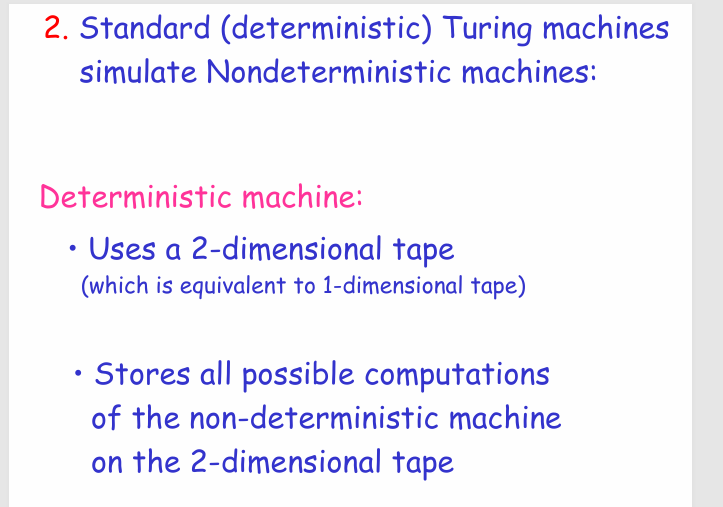 2. Standard (deterministic) Turing machines
simulate Nondeterministic machines:
Deterministic machine:
• Uses a 2-dimensional tape
(which is equivalent to 1-dimensional tape)
• Stores all possible computations
of the non-deterministic machine
on the 2-dimensional tape